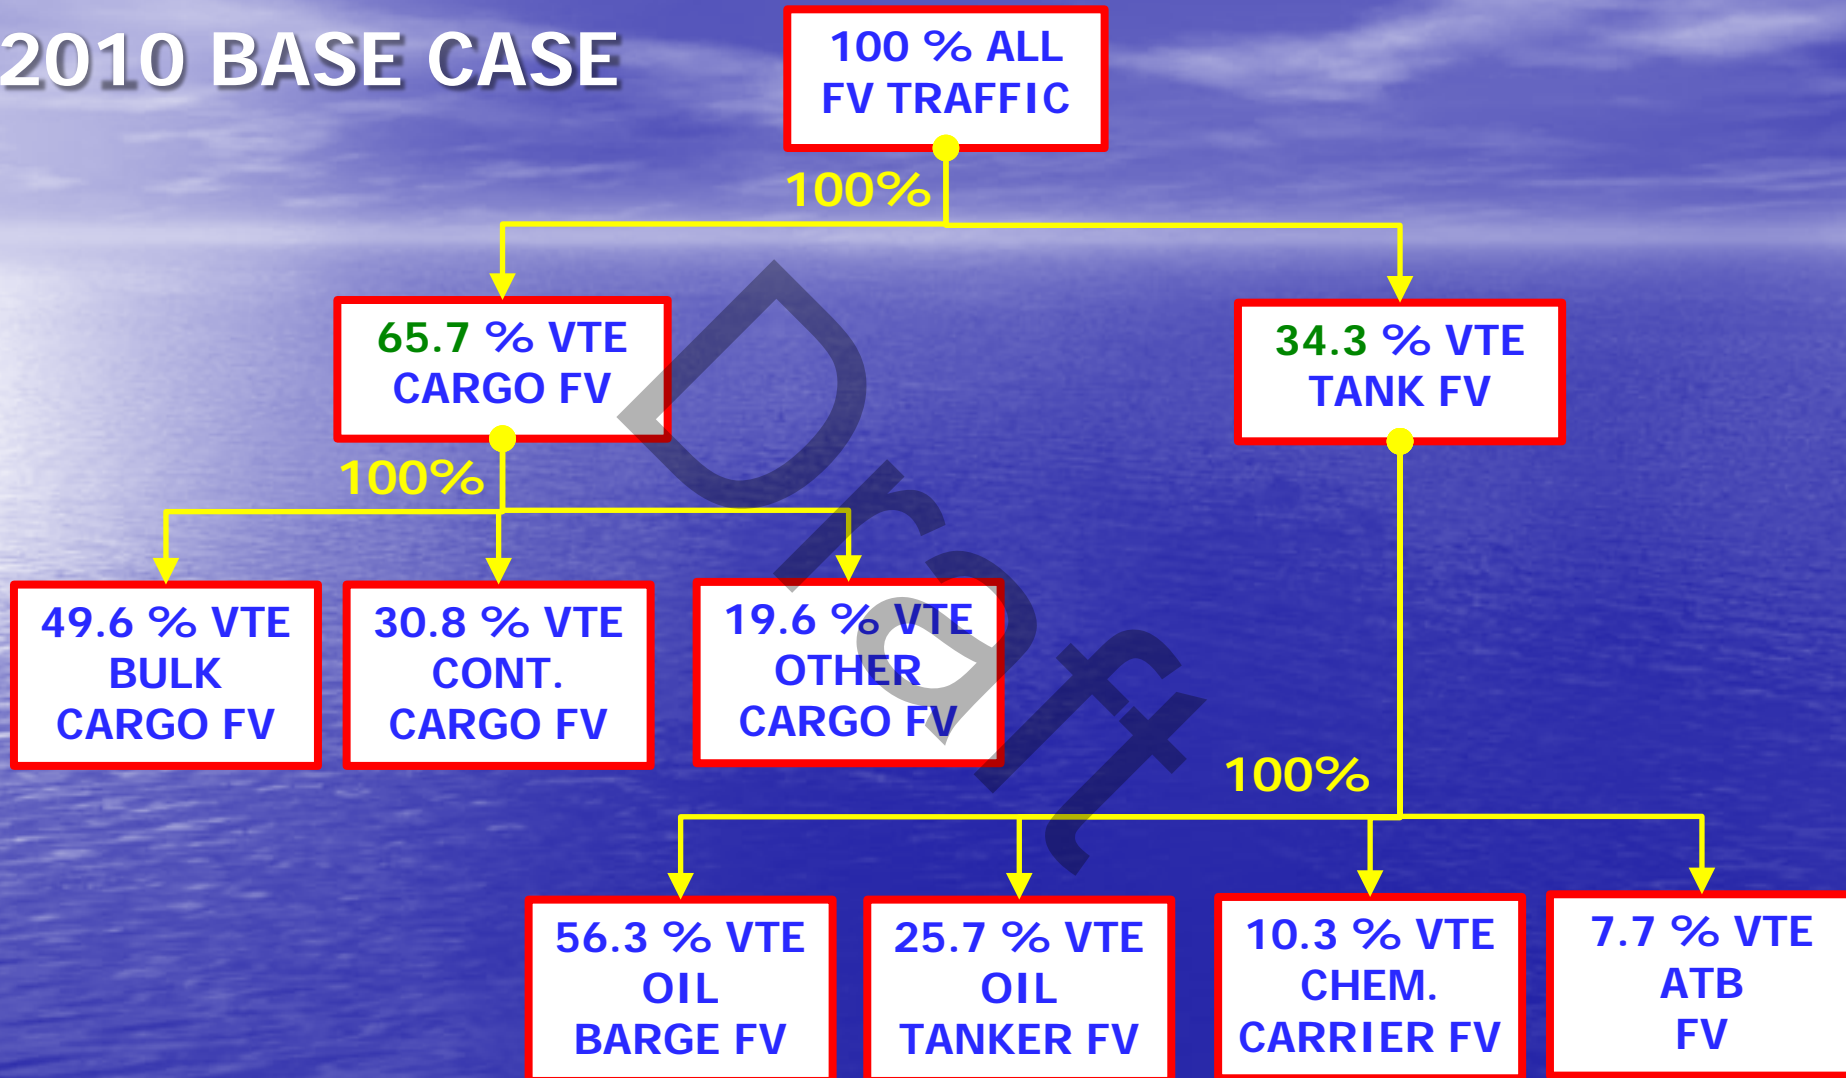 2010 BASE CASE
100 % ALL
FV TRAFFIC
100%
65.7 % VTE
CARGO FV
34.3 % VTE
TANK FV
100%
49.6 % VTE
BULK
CARGO FV
30.8 % VTE
CONT.
CARGO FV
19.6 % VTE
OTHER
CARGO FV
100%
56.3 % VTE
OIL
BARGE FV
25.7 % VTE
OIL
TANKER FV
10.3 % VTE
CHEM.
CARRIER FV
7.7 % VTE
ATB
FV
Draft